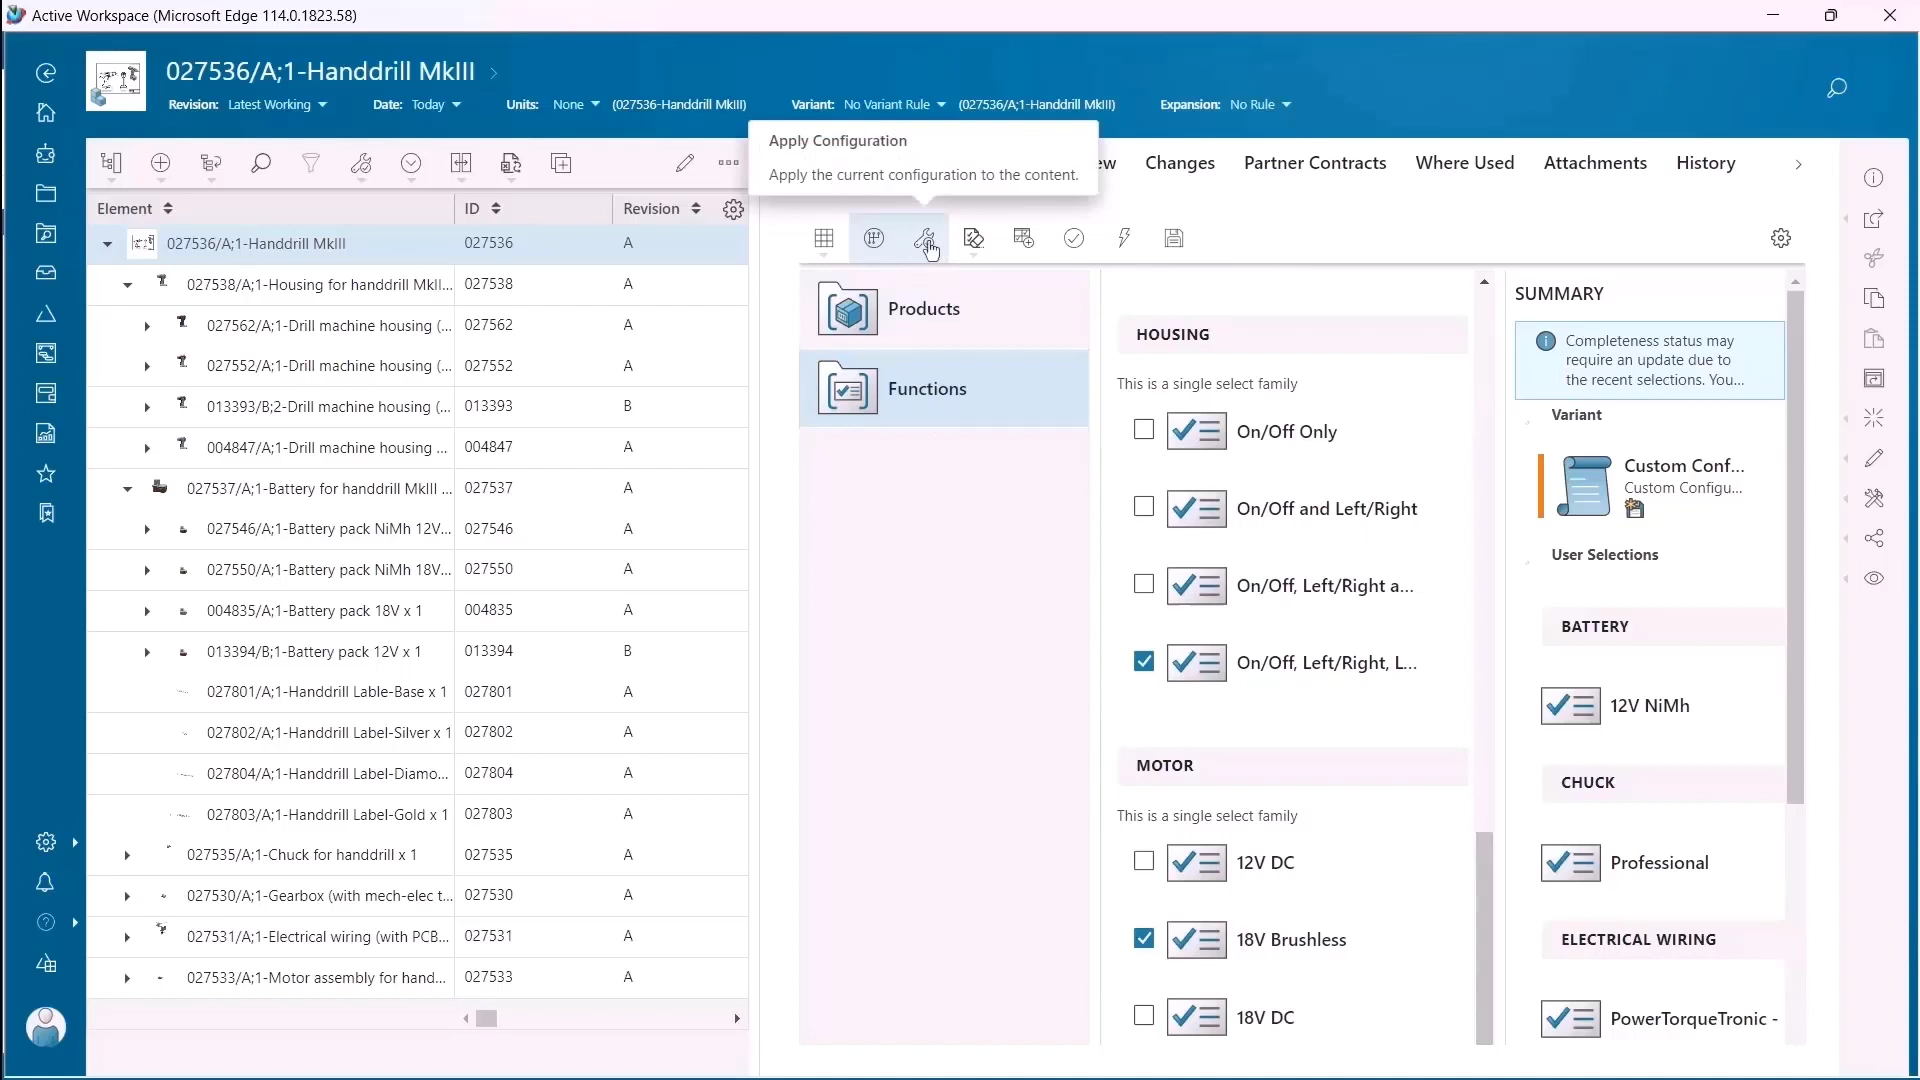 Active Workspace (Microsoft Edge 114.0.1823.58)
027536/A;1-Handdrill MkIII
Revision: Latest Working
Date: Today
Units: None
(027536-Handdrill MkIII)
Variant: No Variant Rule
(027536/A;1-Handdrill MkIII)
Expansion: No Rule
Apply Configuration
Apply the current configuration to the content.
ew
Changes
Partner Contracts
Where Used
Attachments
History
Element ID Revision
027536/A;1-Handdrill MkIII 027536 A
027538/A;1-Housing for handdrill MkII... 027538 A
027562/A;1-Drill machine housing (... 027562 A
027552/A;1-Drill machine housing (... 027552 A
013393/B;2-Drill machine housing (... 013393 B
004847/A;1-Drill machine housing ... 004847 A
027537/A;1-Battery for handdrill MkIII ... 027537 A
027546/A;1-Battery pack NiMh 12V... 027546 A
027550/A;1-Battery pack NiMh 18V... 027550 A
004835/A;1-Battery pack 18V x 1 004835 A
013394/B;1-Battery pack 12V x 1 013394 B
027801/A;1-Handdrill Lable-Base x 1 027801 A
027802/A;1-Handdrill Label-Silver x 1 027802 A
027804/A;1-Handdrill Label-Diamo... 027804 A
027803/A;1-Handdrill Label-Gold x 1 027803 A
027535/A;1-Chuck for handdrill x 1 027535 A
027530/A;1-Gearbox (with mech-elec t... 027530 A
027531/A;1-Electrical wiring (with PCB... 027531 A
027533/A;1-Motor assembly for hand... 027533 A
Products
Functions
HOUSING
This is a single select family
On/Off Only
On/Off and Left/Right
On/Off, Left/Right a...
On/Off, Left/Right, L...
MOTOR
This is a single select family
12V DC
18V Brushless
18V DC
SUMMARY
Completeness status may
require an update due to
the recent selections. You...
Variant
Custom Conf...
Custom Configu...
User Selections
BATTERY
12V NiMh
CHUCK
Professional
ELECTRICAL WIRING
PowerTorqueTronic -